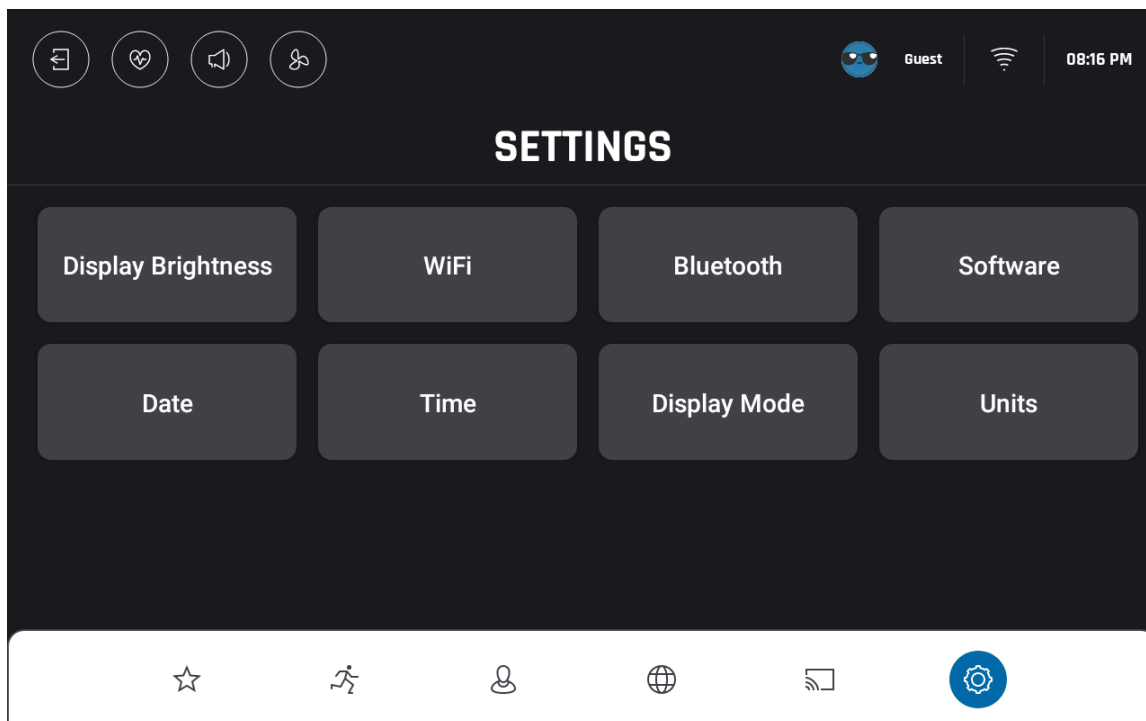 Guest
08:16 PM
SETTINGS
Display Brightness
WiFi
Bluetooth
Software
Date
Time
Display Mode
Units